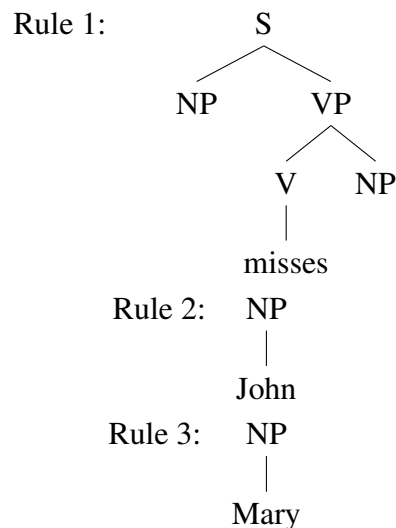 Rule 1: S
NP VP
V NP
misses
Rule 2: NP
John
Rule 3: NP
Mary